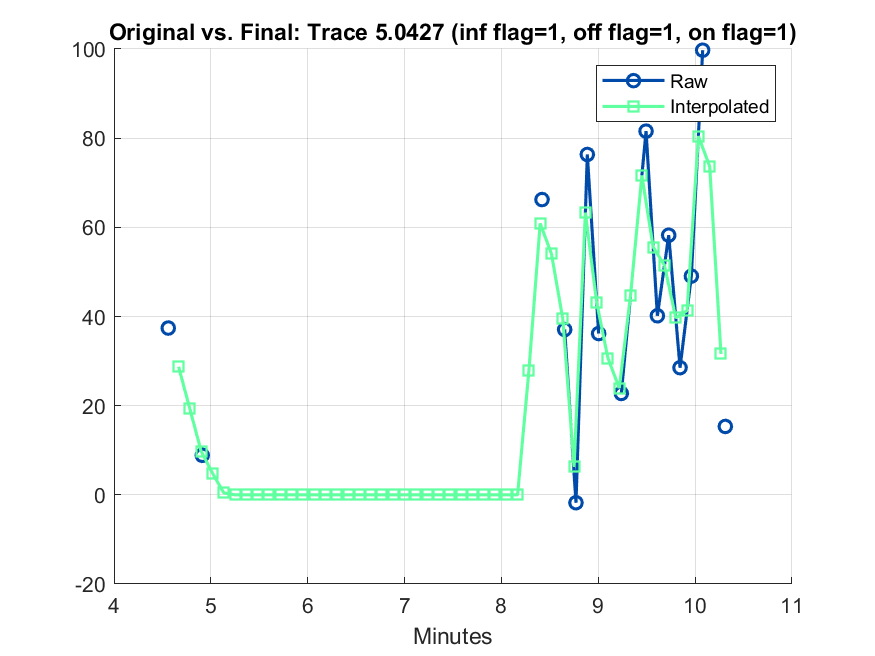 Original vs. Final: Trace 5.0427 (inf flag=1, off flag=1, on flag=1)
100
80
60
40
20
0
-20
Raw
Interpolated
4 5 6 7 8 9 10 11
Minutes